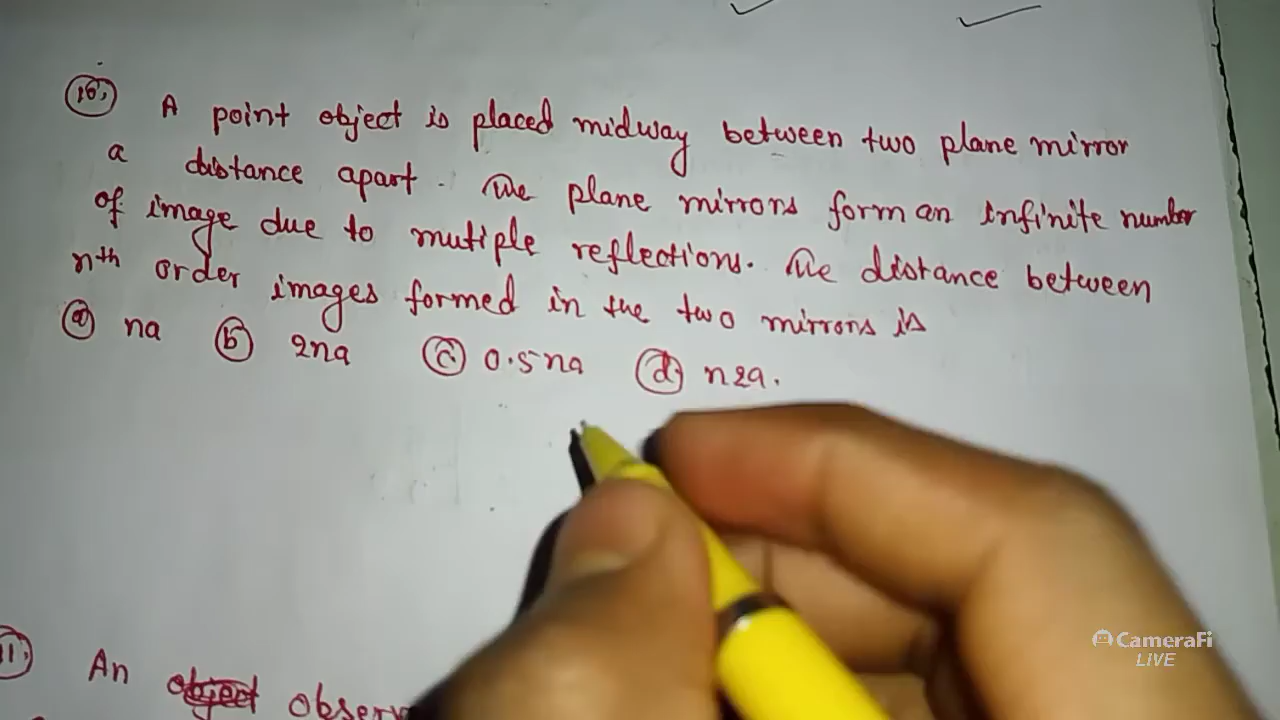 16, A point object is placed midway between two plane mirror
a distance apart. The plane mirrors form an infinite number
of image due to mutiple reflections. The distance between
nth order images formed in the two mirrors is
(a) na (b) 2na (c) 0.5na (d) n2a.
11. An object observ
CameraFi
LIVE